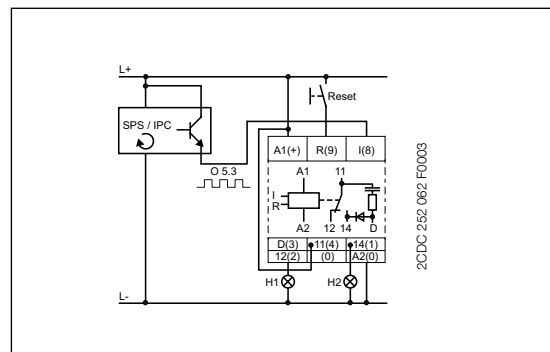 L+
Reset
SPS / IPC
O 5.3
A1(+) R(9) I(8)
A1 11
I
R
A2 12 14 D
D(3) 11(4) 14(1)
12(2) (0) A2(0)
H1 H2
L-
2CDC 252 062 F0003